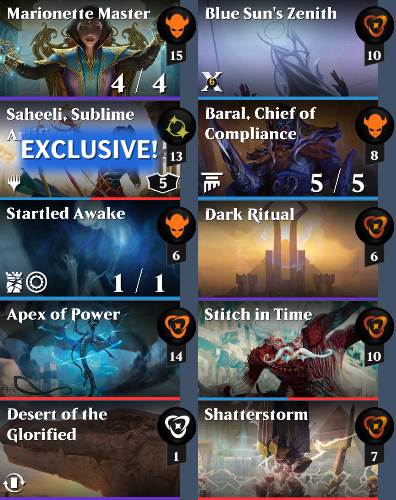 Marionette Master
15
4 / 4
Blue Sun's Zenith
10
X
6
Saheeli, Sublime
EXCLUSIVE!
13
5
Baral, Chief of
Compliance
8
5 / 5
Startled Awake
6
1 / 1
Dark Ritual
6
Apex of Power
14
Stitch in Time
10
Desert of the
Glorified
1
Shatterstorm
7